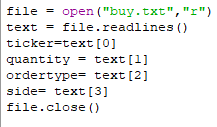 file = open("buy.txt","r")
text = file.readlines()
ticker=text[0]
quantity = text[1]
ordertype= text[2]
side= text[3]
file.close()